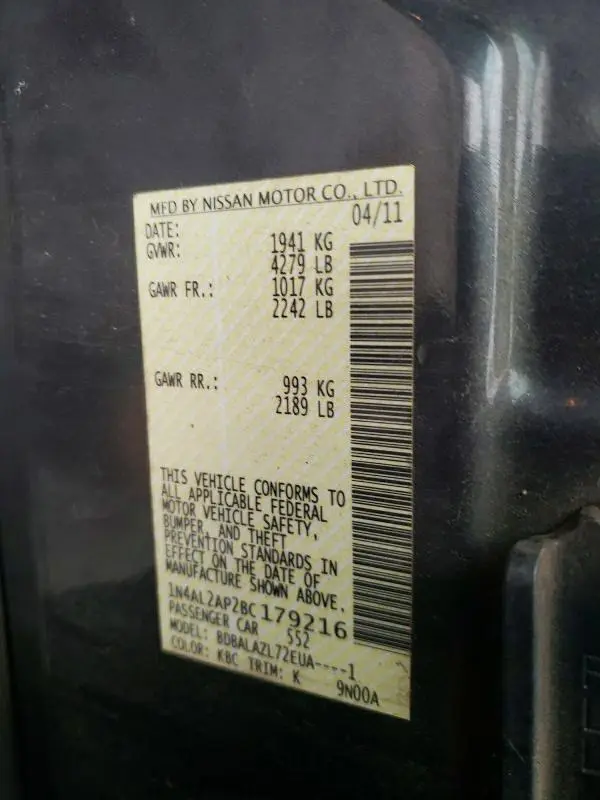 MFD BY NISSAN MOTOR CO., LTD.
DATE: 04/11
GVWR: 1941 KG
4279 LB
GAWR FR.: 1017 KG
2242 LB
GAWR RR.: 993 KG
2189 LB
THIS VEHICLE CONFORMS TO
ALL APPLICABLE FEDERAL
MOTOR VEHICLE SAFETY,
BUMPER, AND THEFT
PREVENTION STANDARDS IN
EFFECT ON THE DATE OF
MANUFACTURE SHOWN ABOVE.
1N4AL2AP2BC179216
PASSENGER CAR 552
MODEL: BDBALAZL72EUA----1
COLOR: KBC TRIM: K 9N00A